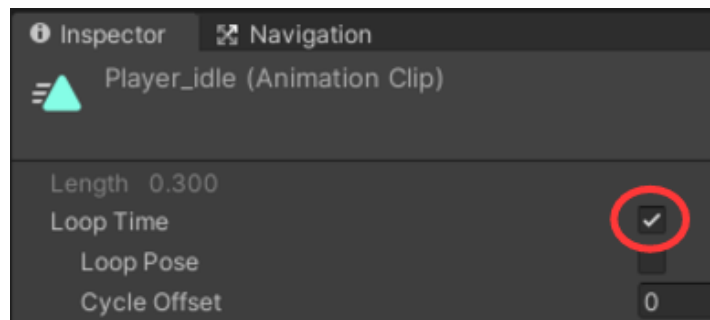 Inspector Navigation
Player_idle (Animation Clip)
Length 0.300
Loop Time
Loop Pose
Cycle Offset 0